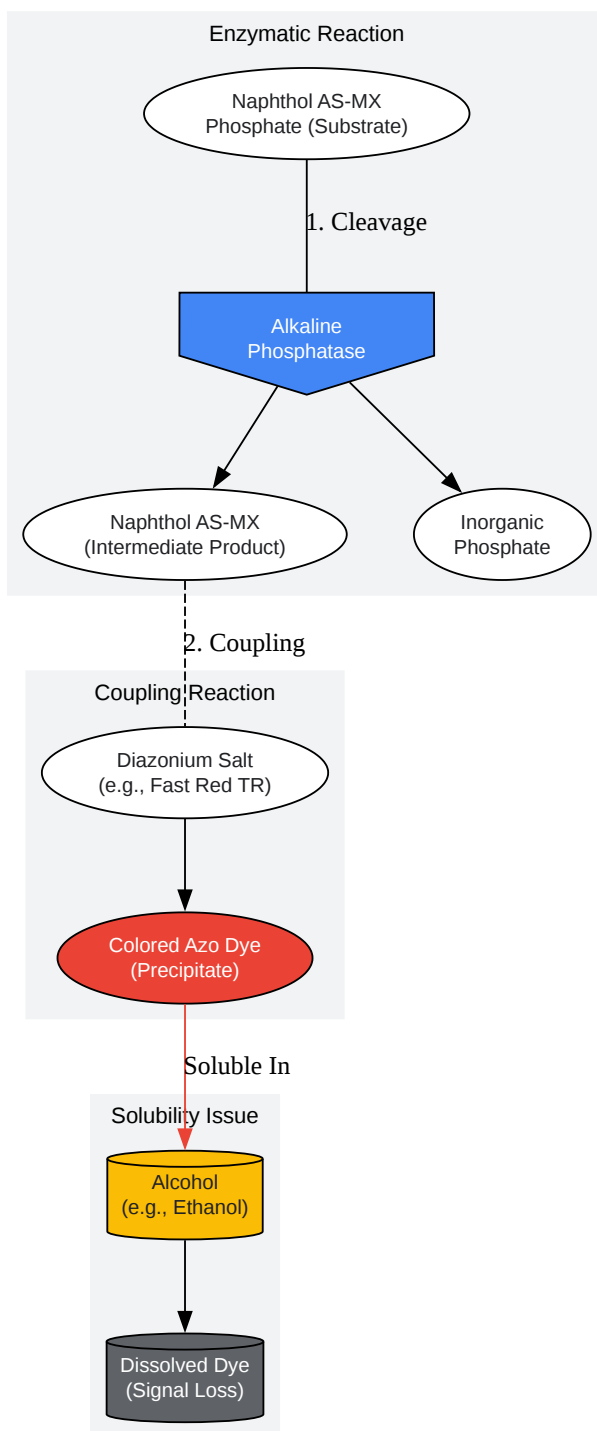 Enzymatic Reaction
Naphthol AS-MX
Phosphate (Substrate)
1. Cleavage
Alkaline
Phosphatase
Naphthol AS-MX
(Intermediate Product)
Inorganic
Phosphate
2. Coupling
Coupling Reaction
Diazonium Salt
(e.g., Fast Red TR)
Colored Azo Dye
(Precipitate)
Soluble In
Solubility Issue
Alcohol
(e.g., Ethanol)
Dissolved Dye
(Signal Loss)